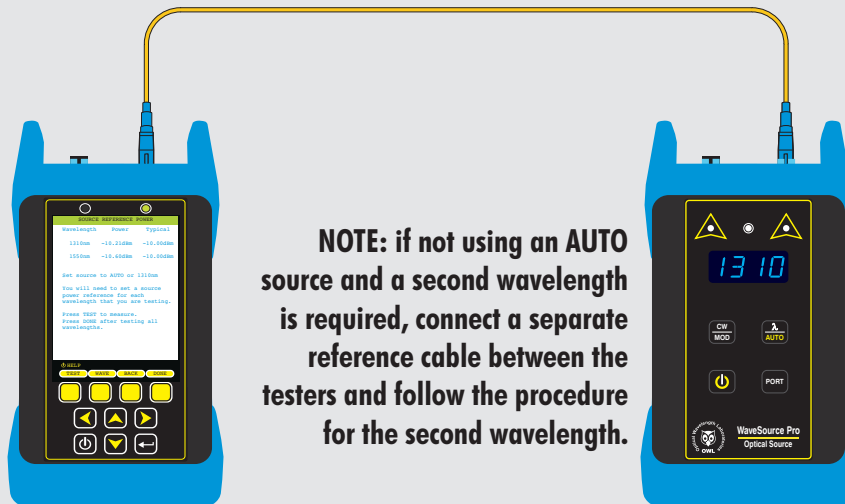 SOURCE REFERENCE POWER
Wavelength Power Typical
1310nm -10.21dBm -10.00dBm
1550nm -10.60dBm -10.00dBm
Set source to AUTO or 1310nm
You will need to set a source
power reference for each
wavelength that you are testing.
Press TEST to measure.
Press DONE after testing all
wavelengths.
HELP
TEST WAVE BACK DONE
NOTE: if not using an AUTO
source and a second wavelength
is required, connect a separate
reference cable between the
testers and follow the procedure
for the second wavelength.
1310
CW
MOD
λ
AUTO
PORT
Optical Wavelength Laboratories
OWL
WaveSource Pro
Optical Source